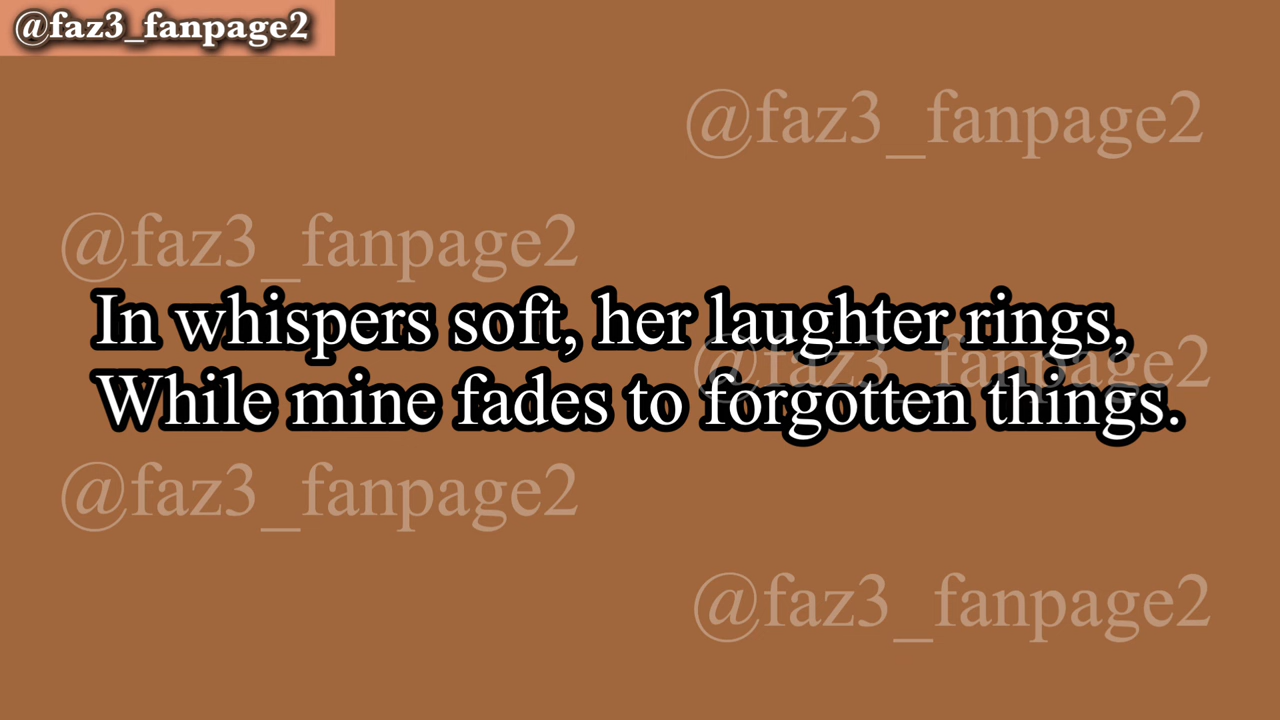 @faz3_fanpage2
@faz3_fanpage2
@faz3_fanpage2
In whispers soft, her laughter rings,
@faz3_fanpage2
While mine fades to forgotten things.
@faz3_fanpage2
@faz3_fanpage2